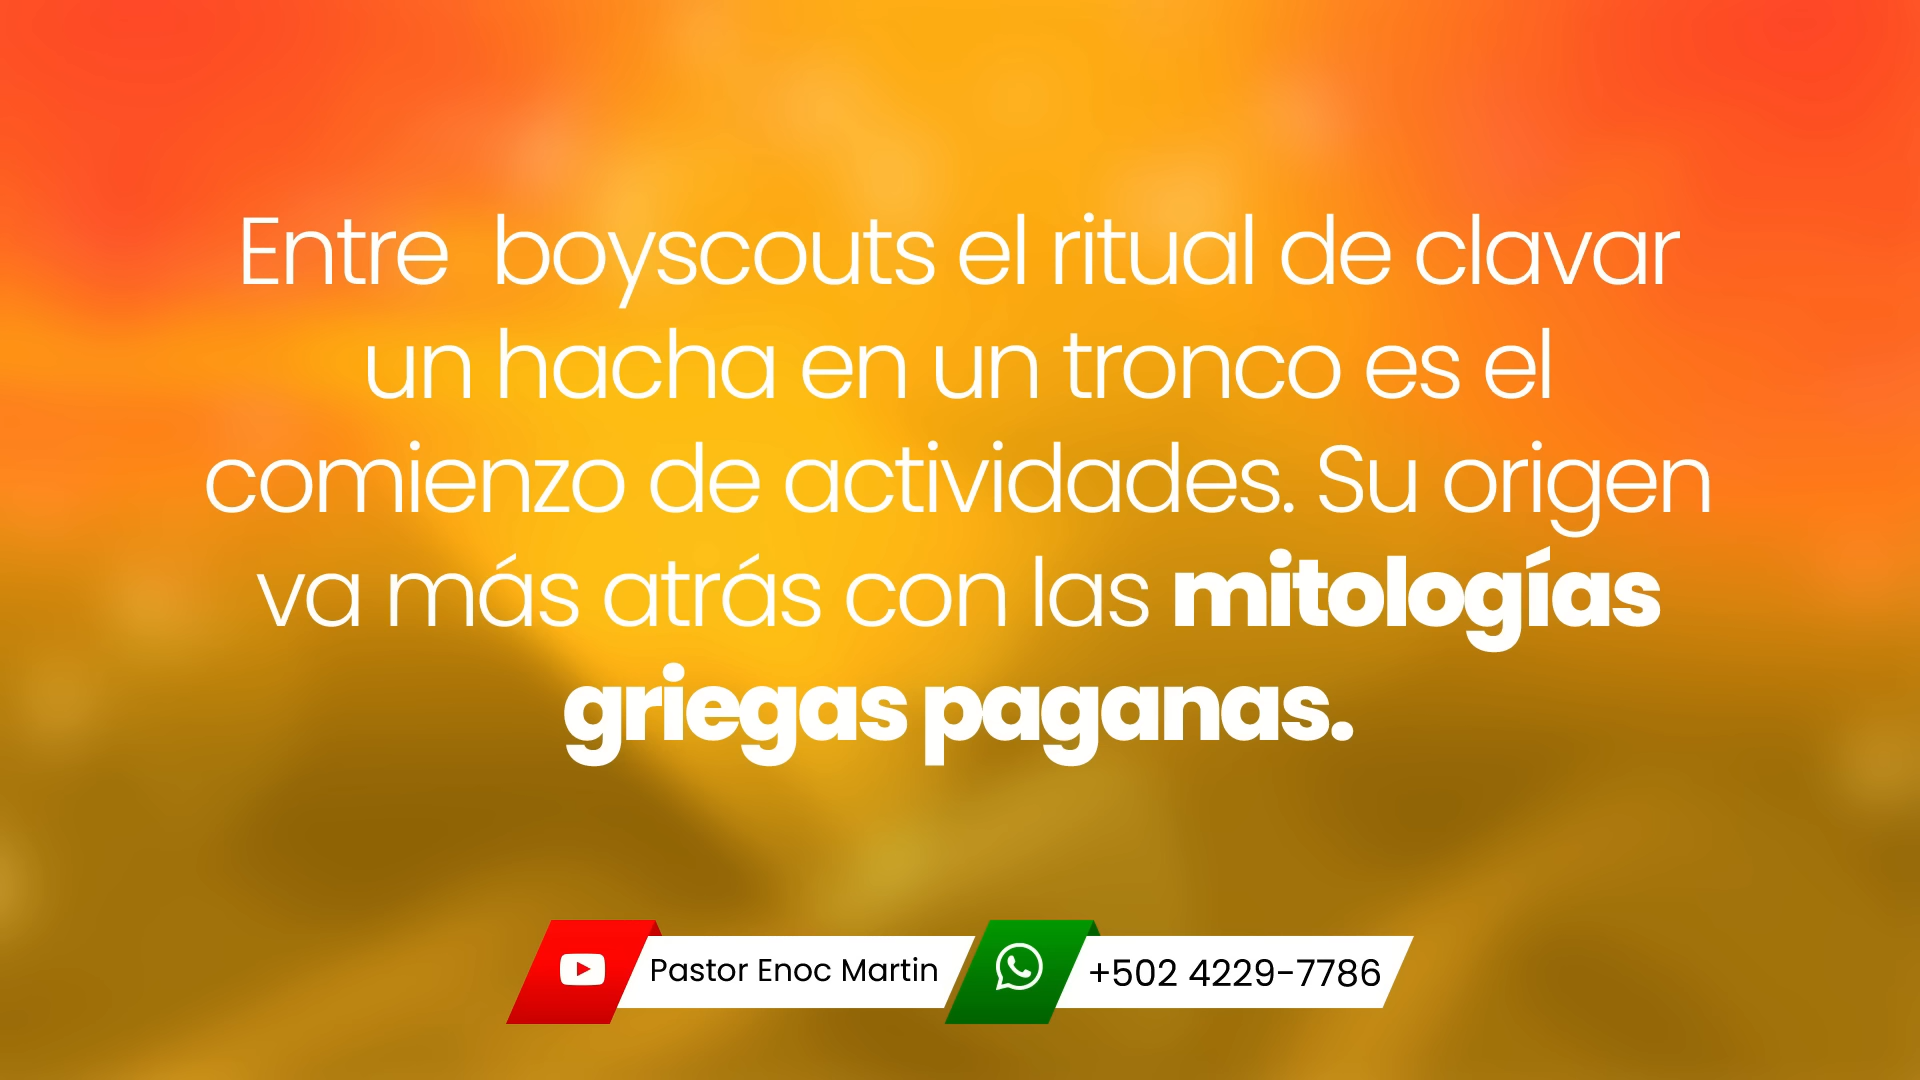 Entre  boyscouts el ritual de clavar
un hacha en un tronco es el
comienzo de actividades. Su origen
va más atrás con las mitologías
griegas paganas.
Pastor Enoc Martin
+502 4229-7786